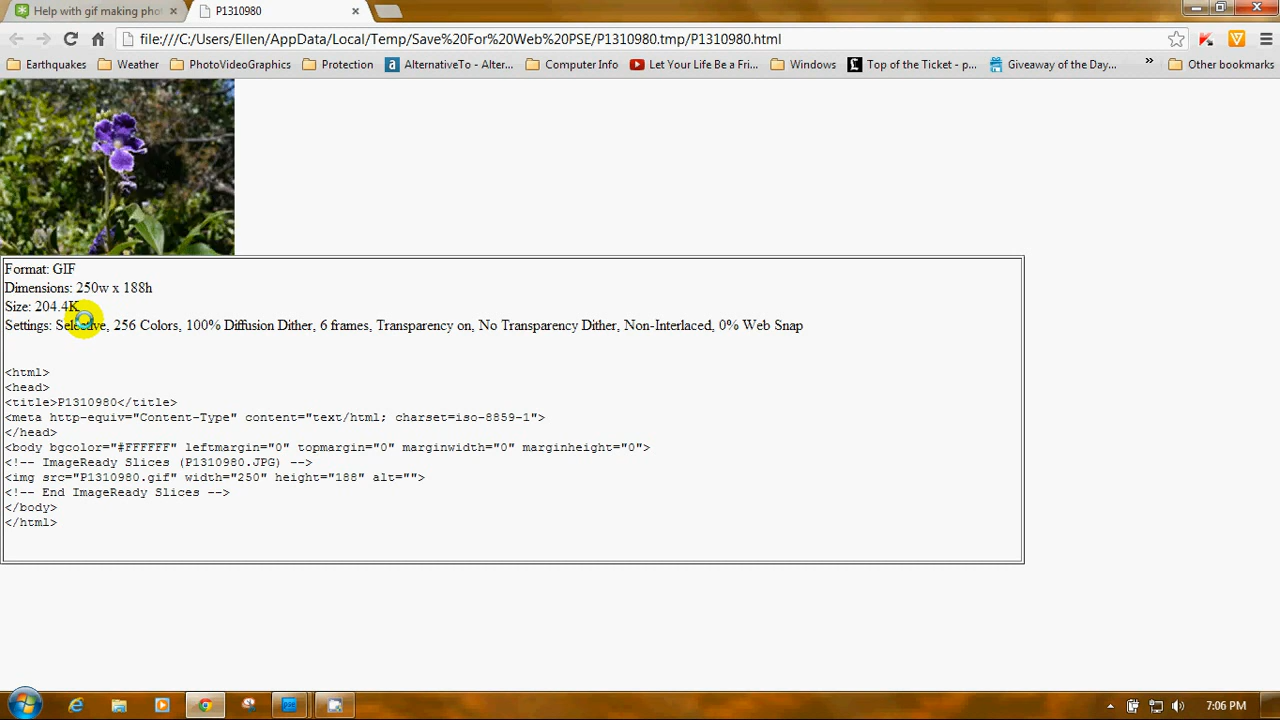 Help with gif making phot
P1310980
file:///C:/Users/Ellen/AppData/Local/Temp/Save%20For%20Web%20PSE/P1310980.tmp/P1310980.html
Earthquakes Weather PhotoVideoGraphics Protection AlternativeTo - Alter... Computer Info Let Your Life Be a Fri... Windows Top of the Ticket - p... Giveaway of the Day... » Other bookmarks
Format: GIF
Dimensions: 250w x 188h
Size: 204.4K
Settings: Selective, 256 Colors, 100% Diffusion Dither, 6 frames, Transparency on, No Transparency Dither, Non-Interlaced, 0% Web Snap
<html>
<head>
<title>P1310980</title>
<meta http-equiv="Content-Type" content="text/html; charset=iso-8859-1">
</head>
<body bgcolor="#FFFFFF" leftmargin="0" topmargin="0" marginwidth="0" marginheight="0">
<!-- ImageReady Slices (P1310980.JPG) -->
<img src="P1310980.gif" width="250" height="188" alt="">
<!-- End ImageReady Slices -->
</body>
</html>
7:06 PM